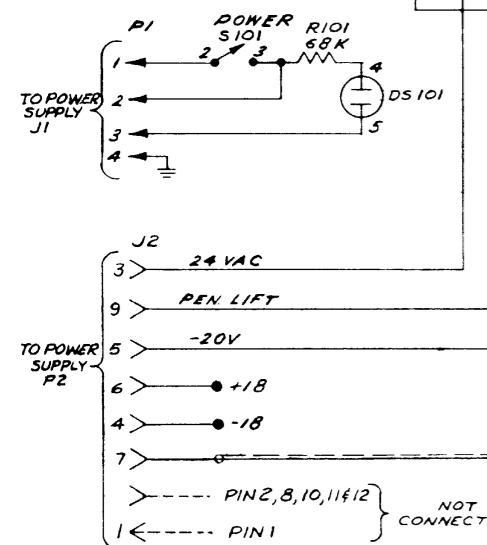 P1
POWER
S101
R101
68K
1
2
3
4
DS 101
TO POWER
SUPPLY
J1
2
3
5
4
J2
3
24 VAC
9
PEN. LIFT
TO POWER
SUPPLY
P2
5
-20V
6
+18
4
-18
7
PIN 2, 8, 10, 11 & 12
NOT
CONNECT
1
PIN 1